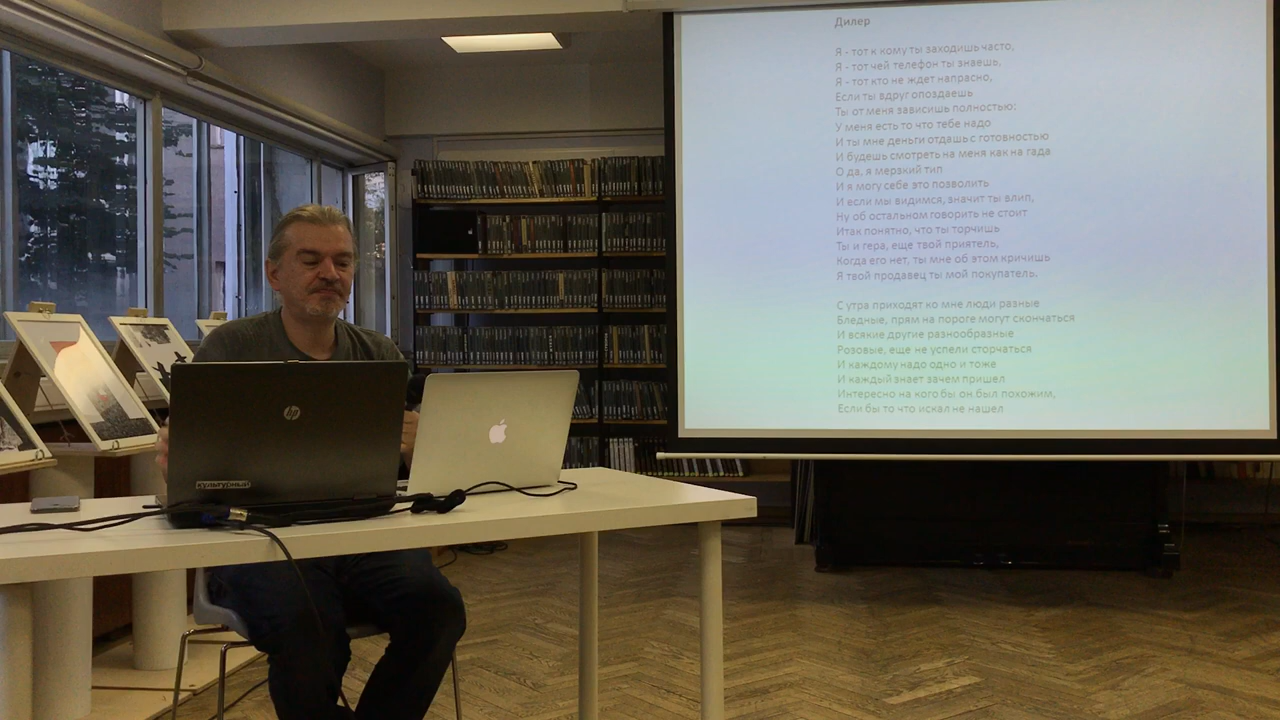 Дилер
Я - тот к кому ты заходишь часто,
Я - тот чей телефон ты знаешь,
Я - тот кто не ждет напрасно,
Если ты вдруг опоздаешь
Ты от меня зависишь полностью:
У меня есть то что тебе надо
И ты мне деньги отдашь с готовностью
И будешь смотреть на меня как на гада
О да, я мерзкий тип
И я могу себе это позволить
И если мы видимся, значит ты влип,
Ну об остальном говорить не стоит
Итак понятно, что ты торчишь
Ты и гера, еще твой приятель,
Когда его нет, ты мне об этом кричишь
Я твой продавец ты мой покупатель.
С утра приходят ко мне люди разные
Бледные, прям на пороге могут скончаться
И всякие другие разнообразные
Розовые, еще не успели сторчаться
И каждому надо одно и тоже
И каждый знает зачем пришел
Интересно на кого бы он был похожим,
Если бы то что искал не нашел
hp
культурный